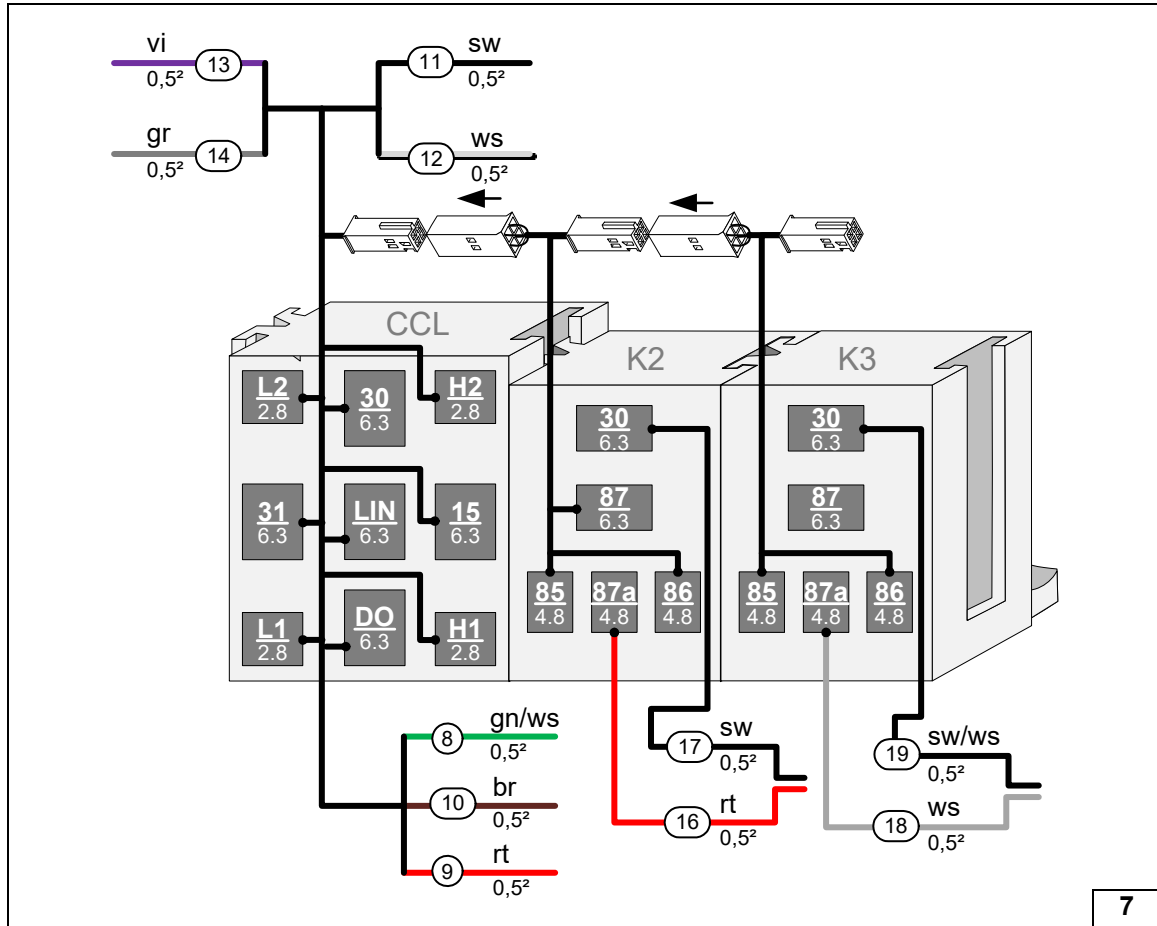 vi
13
0,5²
gr
14
0,5²
11
sw
0,5²
12
ws
0,5²
CCL
K2
K3
L2
2.8
30
6.3
H2
2.8
31
6.3
LIN
6.3
15
6.3
L1
2.8
DO
6.3
H1
2.8
30
6.3
87
6.3
85
4.8
87a
4.8
86
4.8
30
6.3
87
6.3
85
4.8
87a
4.8
86
4.8
8
gn/ws
0,5²
10
br
0,5²
9
rt
0,5²
17
sw
0,5²
16
rt
0,5²
19
sw/ws
0,5²
18
ws
0,5²
7